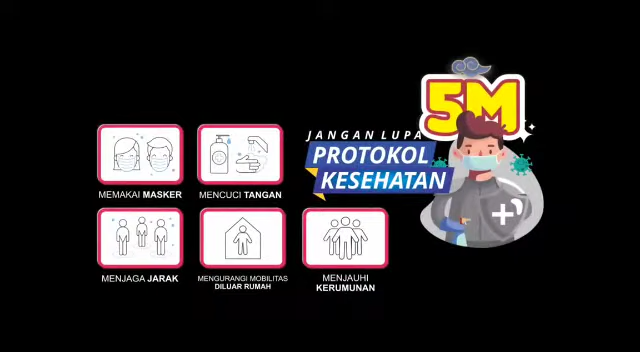 5M
JANGAN LUPA
PROTOKOL
KESEHATAN
MEMAKAI MASKER
MENCUCI TANGAN
MENJAGA JARAK
MENGURANGI MOBILITAS
DILUAR RUMAH
MENJAUHI
KERUMUNAN